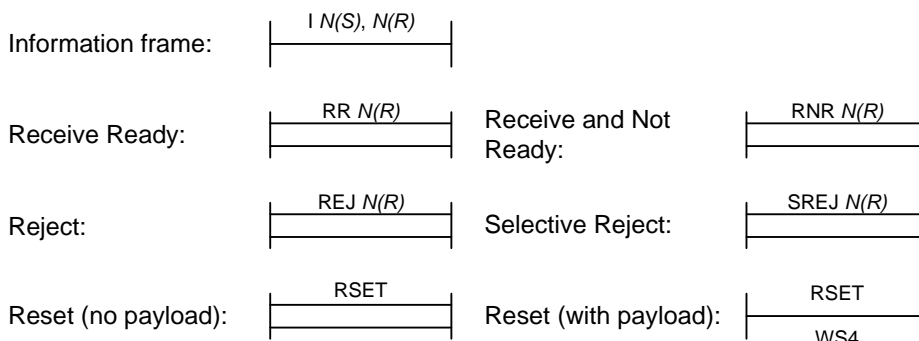 Information frame:
I N(S), N(R)
Receive Ready:
RR N(R)
Receive and Not
Ready:
RNR N(R)
Reject:
REJ N(R)
Selective Reject:
SREJ N(R)
Reset (no payload):
RSET
Reset (with payload):
RSET
WS4